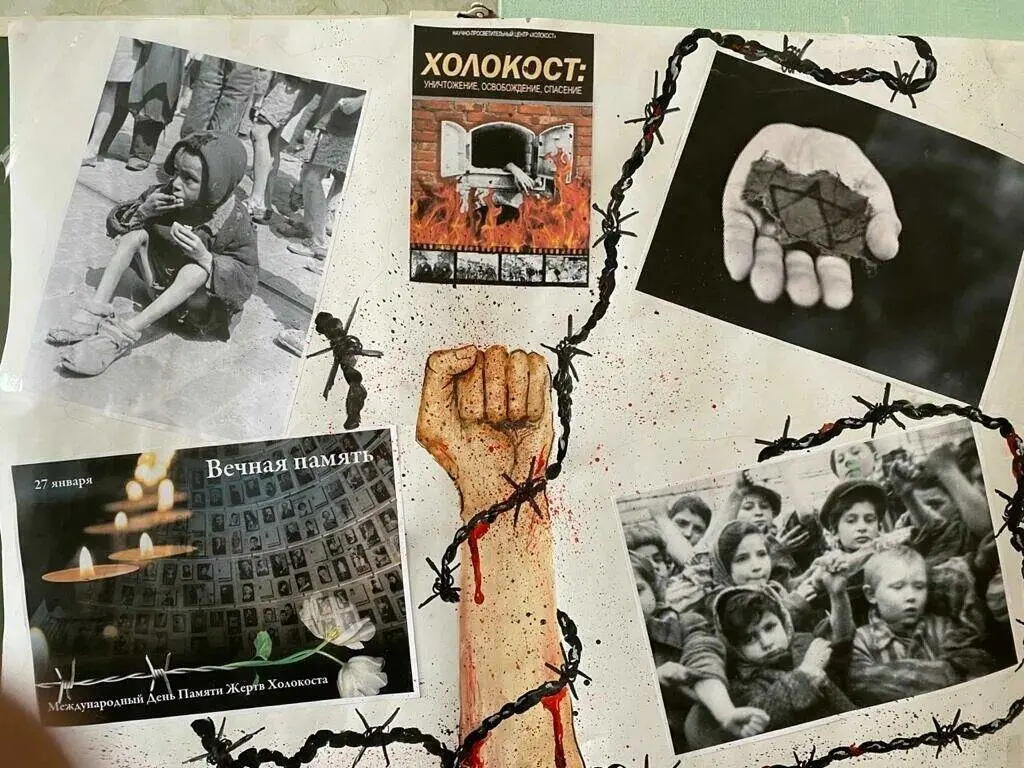 НАУЧНО-ПРОСВЕТИТЕЛЬНЫЙ ЦЕНТР «ХОЛОКОСТ»
ХОЛОКОСТ:
УНИЧТОЖЕНИЕ, ОСВОБОЖДЕНИЕ, СПАСЕНИЕ
27 января
Вечная память
Международный День Памяти Жертв Холокоста